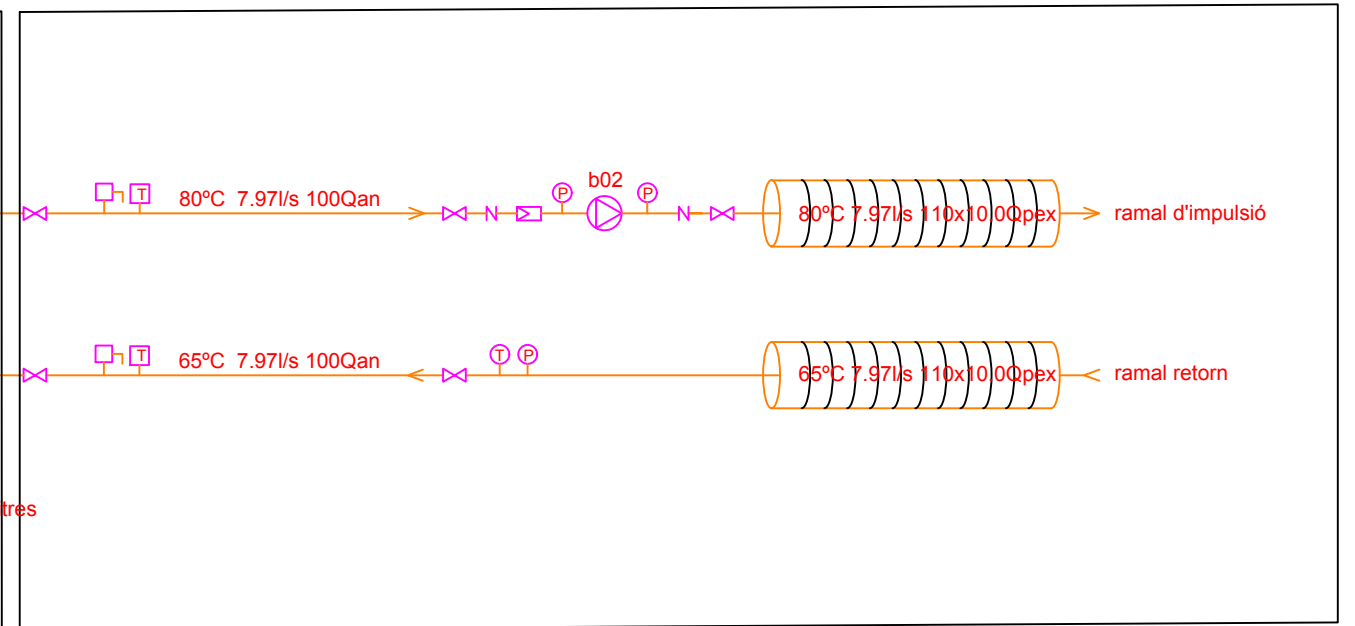 b02
T
80ºC 7.97l/s 100Qan
N
P
P
N
80ºC 7.97l/s 110x10.0Qpex
ramal d'impulsió
T
65ºC 7.97l/s 100Qan
T
P
65ºC 7.97l/s 110x10.0Qpex
ramal retorn
tres